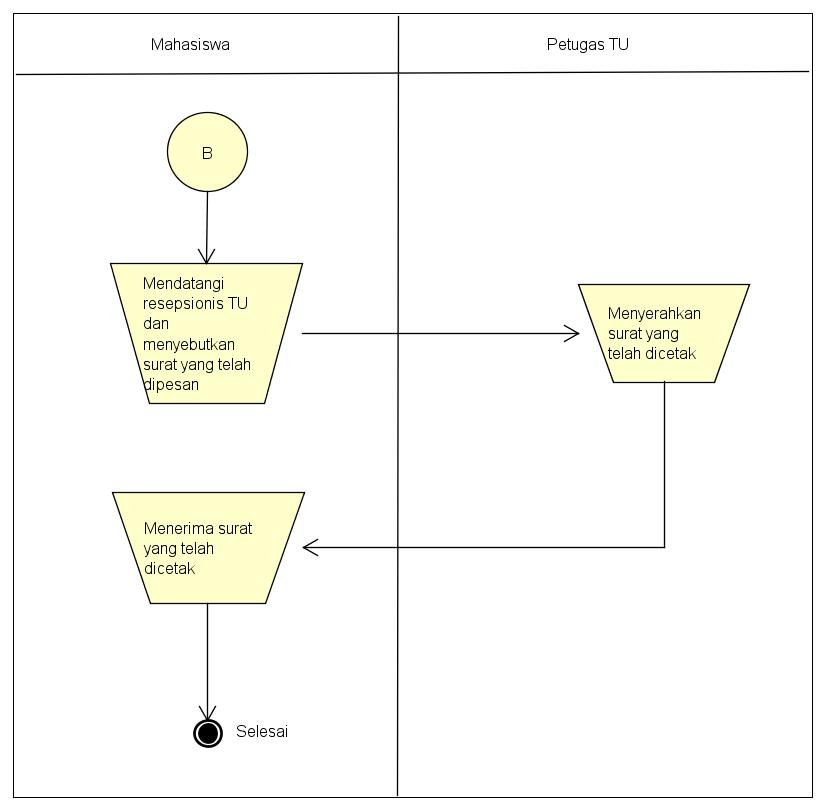 Mahasiswa
Petugas TU
B
Mendatangi
resepsionis TU
dan
menyebutkan
surat yang telah
dipesan
Menyerahkan
surat yang
telah dicetak
Menerima surat
yang telah
dicetak
Selesai